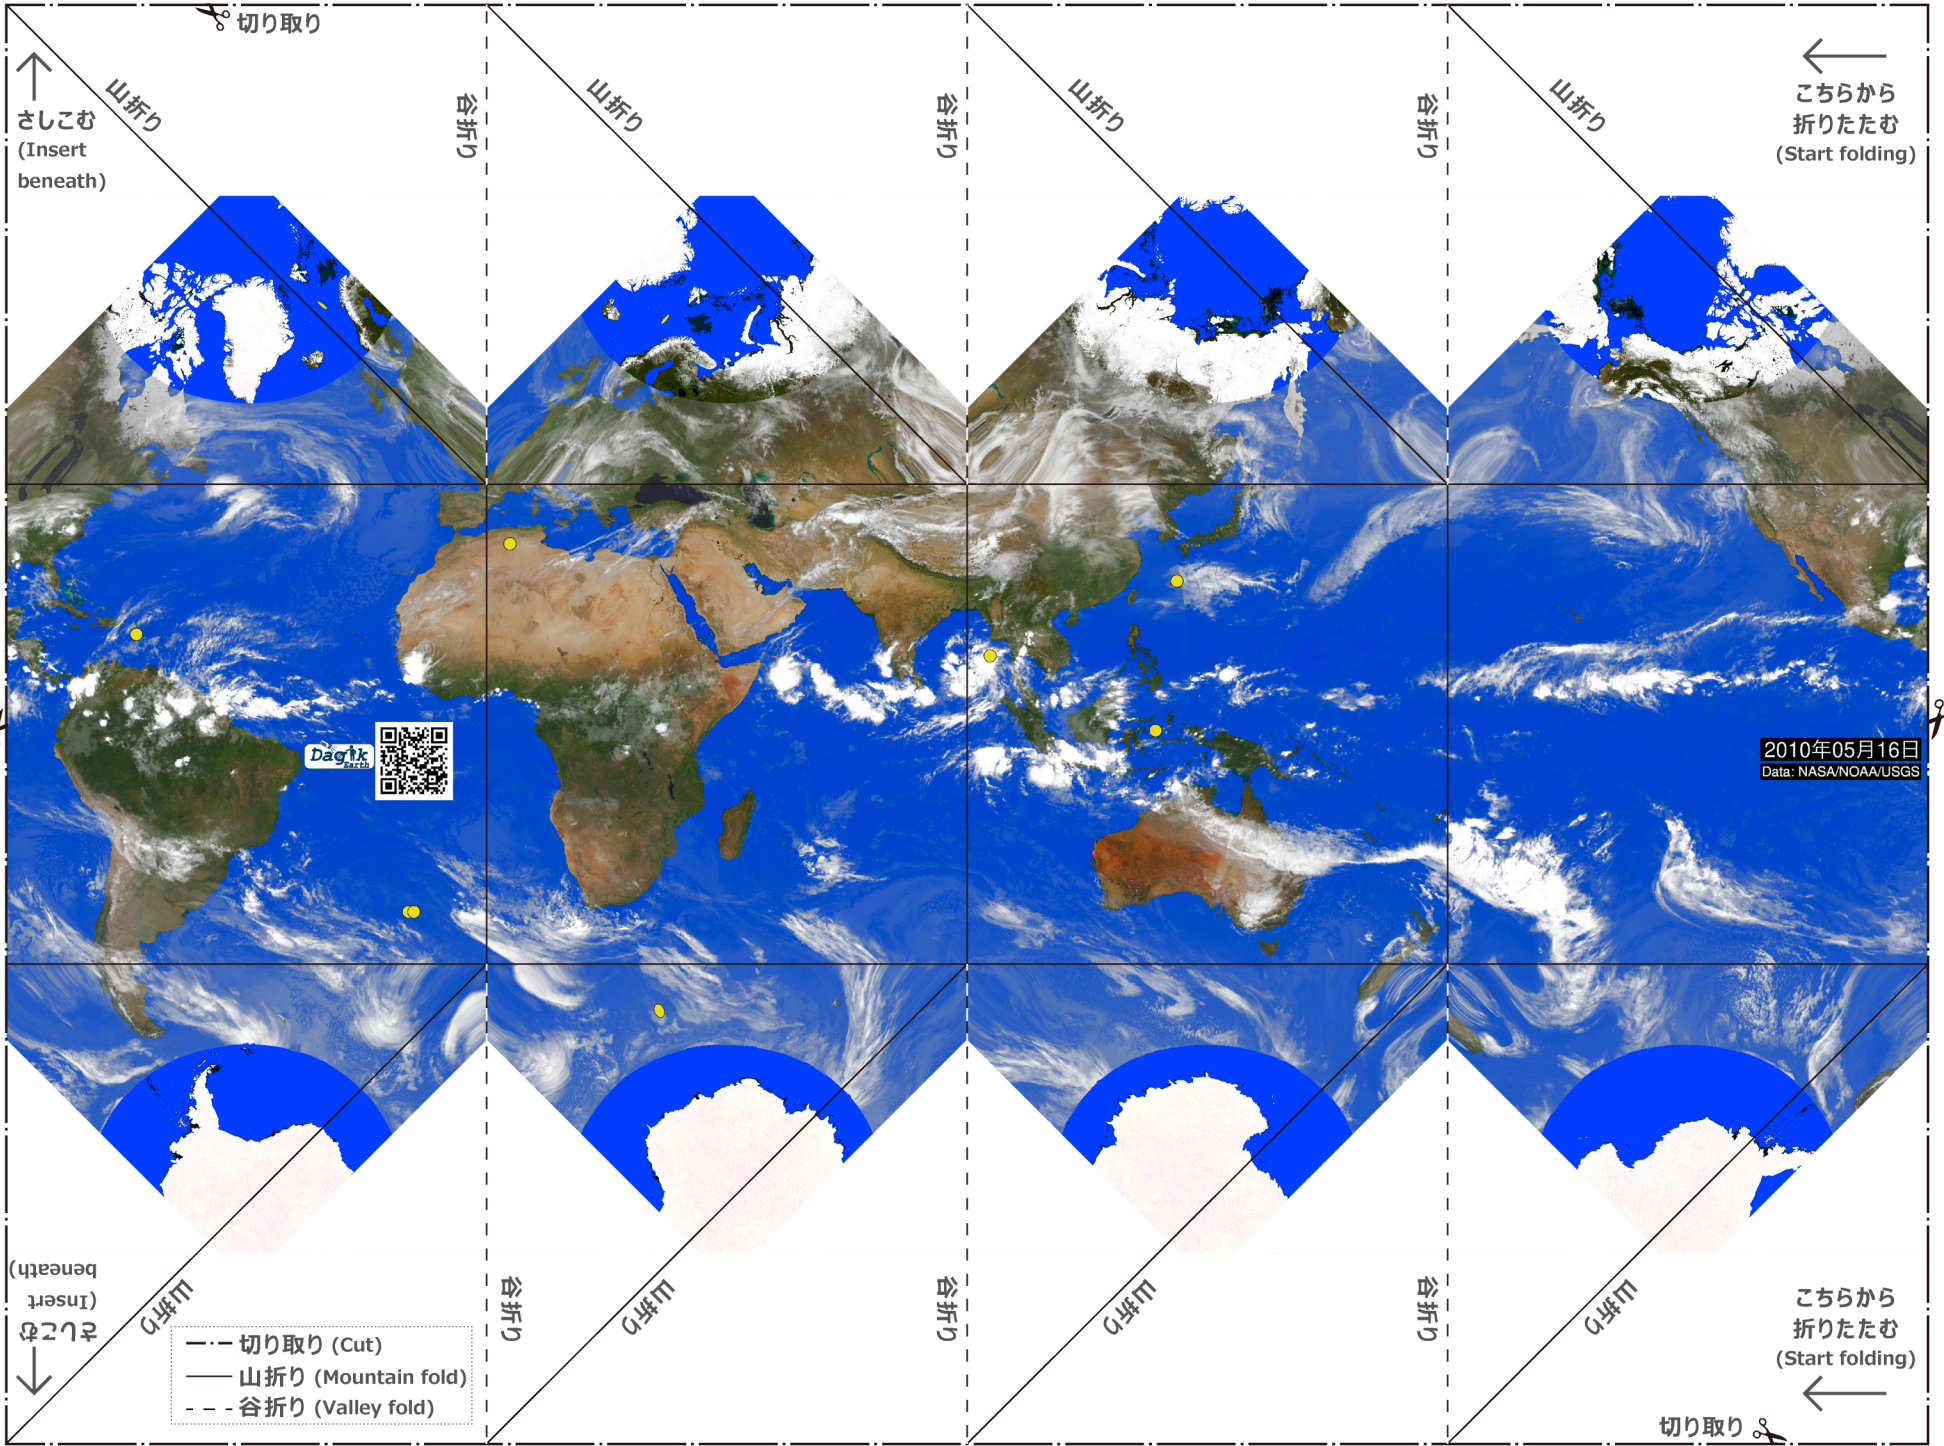 切り取り
山折り
谷折り
山折り
谷折り
山折り
谷折り
山折り
さしこむ
(Insert
beneath)
こちらから
折りたたむ
(Start folding)
Dagik
Earth
2010年05月16日
Data: NASA/NOAA/USGS
さしこむ
(Insert
beneath)
山折り
谷折り
山折り
谷折り
山折り
谷折り
山折り
切り取り (Cut)
山折り (Mountain fold)
谷折り (Valley fold)
こちらから
折りたたむ
(Start folding)
切り取り